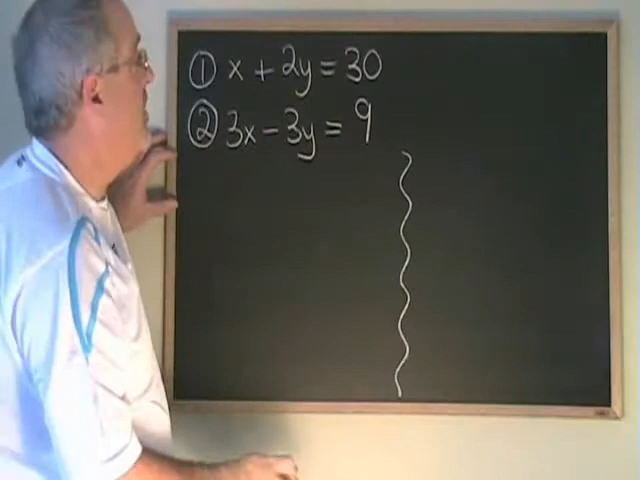 ① x + 2y = 30
② 3x - 3y = 9